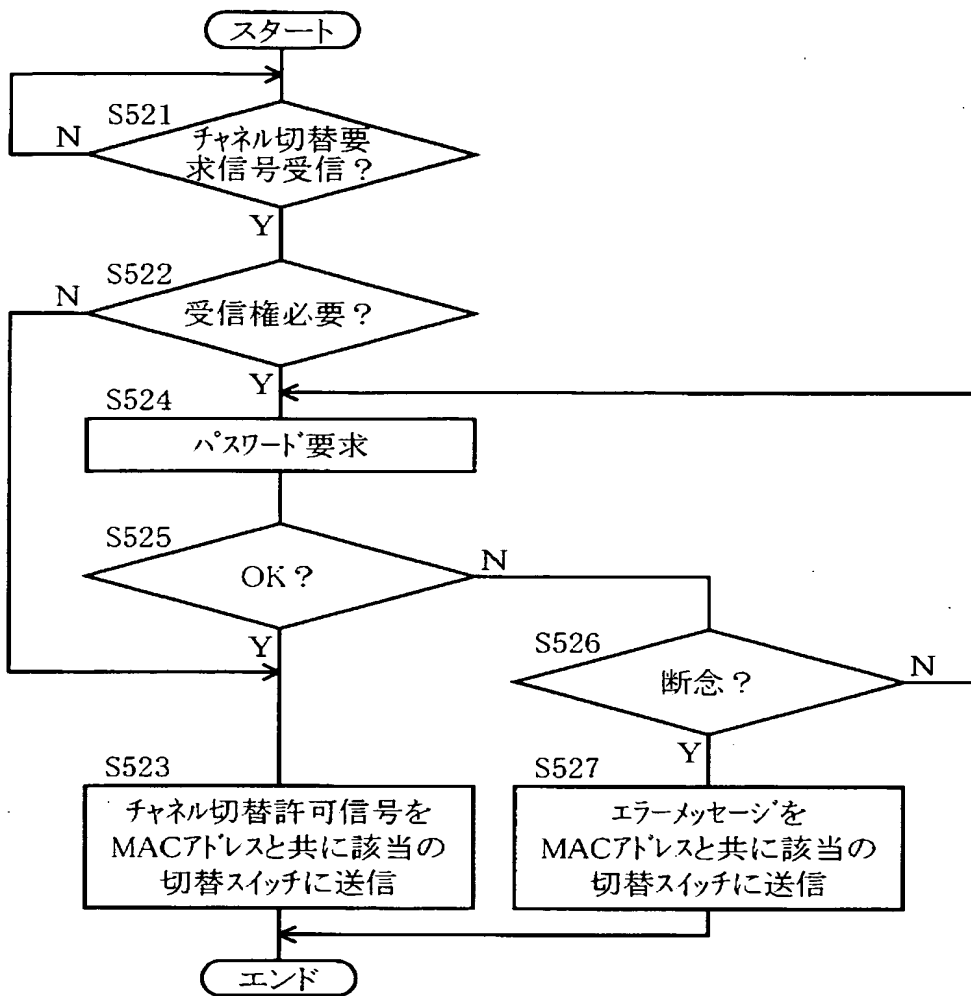 スタート
S521
チャネル切替要
求信号受信？
N
Y
S522
受信権必要？
N
Y
S524
パスワード要求
S525
OK？
N
Y
S526
断念？
N
Y
S523
チャネル切替許可信号を
MACアドレスと共に該当の
切替スイッチに送信
S527
エラーメッセージを
MACアドレスと共に該当の
切替スイッチに送信
エンド